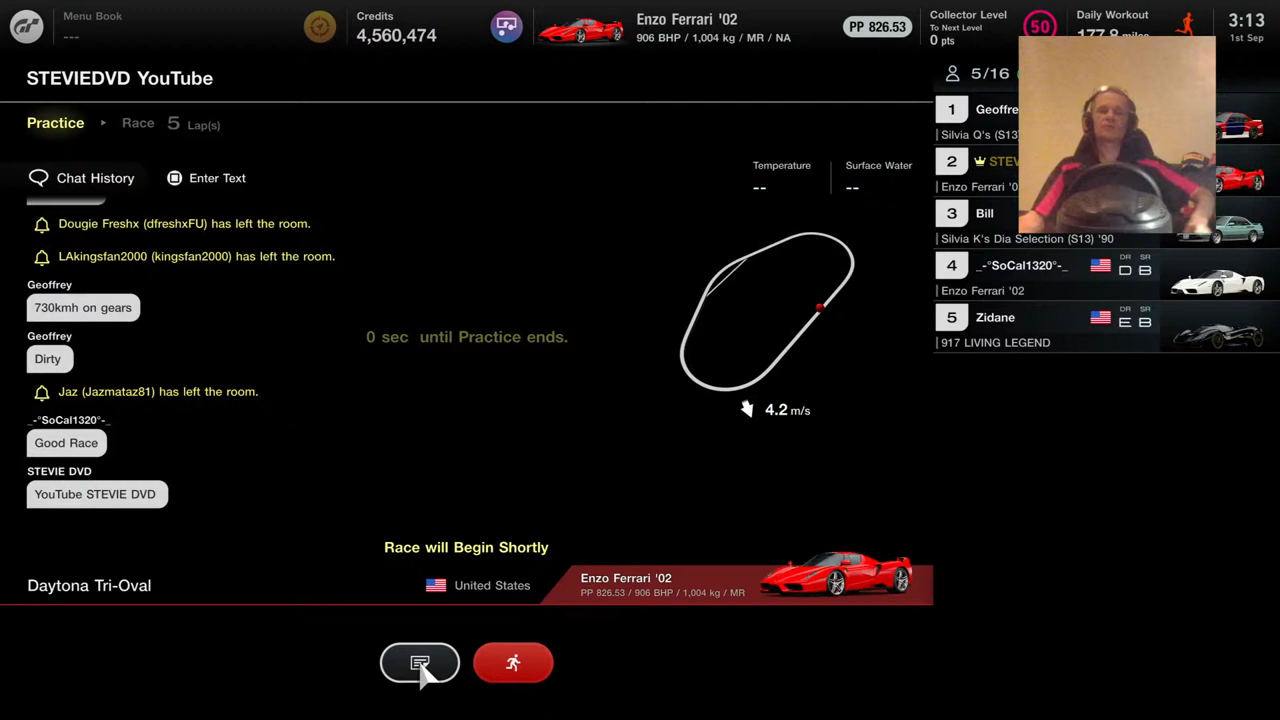 Menu Book
---
Credits
4,560,474
Enzo Ferrari '02
906 BHP / 1,004 kg / MR / NA
PP 826.53
Collector Level
To Next Level
0 pts
50
Daily Workout
177.8 miles
3:13
1st Sep
STEVIEDVD YouTube
Practice ▸ Race 5 Lap(s)
Chat History
Enter Text
Temperature
--
Surface Water
--
Dougie Freshx (dfreshxFU) has left the room.
LAkingsfan2000 (kingsfan2000) has left the room.
Geoffrey
730kmh on gears
Geoffrey
Dirty
Jaz (Jazmataz81) has left the room.
_-°SoCal1320°-_
Good Race
STEVIE DVD
YouTube STEVIE DVD
0 sec until Practice ends.
4.2 m/s
Race will Begin Shortly
Daytona Tri-Oval
United States
Enzo Ferrari '02
PP 826.53 / 906 BHP / 1,004 kg / MR
5/16
1 Geoffre
Silvia Q's (S13)
2 STEV
Enzo Ferrari '0
3 Bill
Silvia K's Dia Selection (S13) '90
4 _-°SoCal1320°-_ DR D SR B
Enzo Ferrari '02
5 Zidane DR E SR B
917 LIVING LEGEND